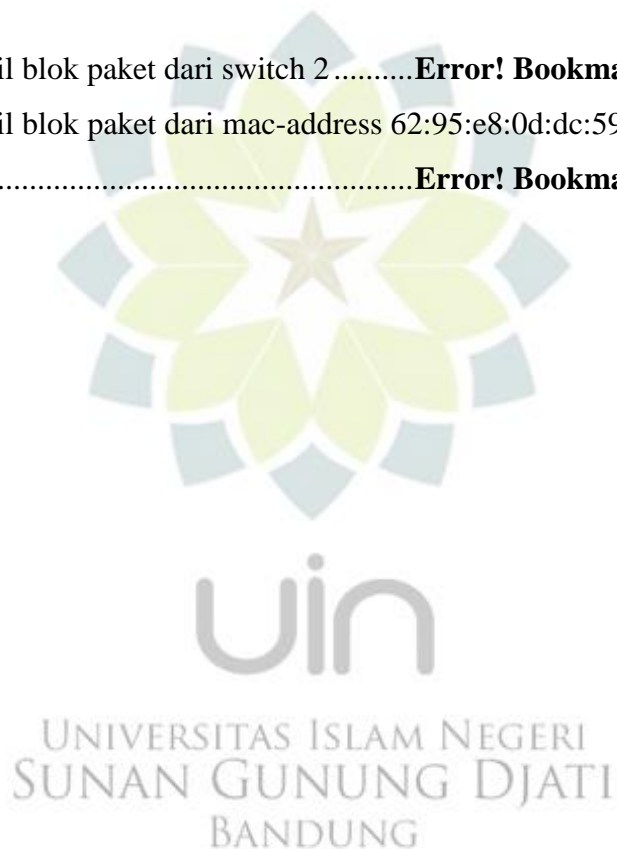 il blok paket dari switch 2..........Error! Bookma
il blok paket dari mac-address 62:95:e8:0d:dc:59
.......................................................Error! Bookma
uin
UNIVERSITAS ISLAM NEGERI
SUNAN GUNUNG DJATI
BANDUNG